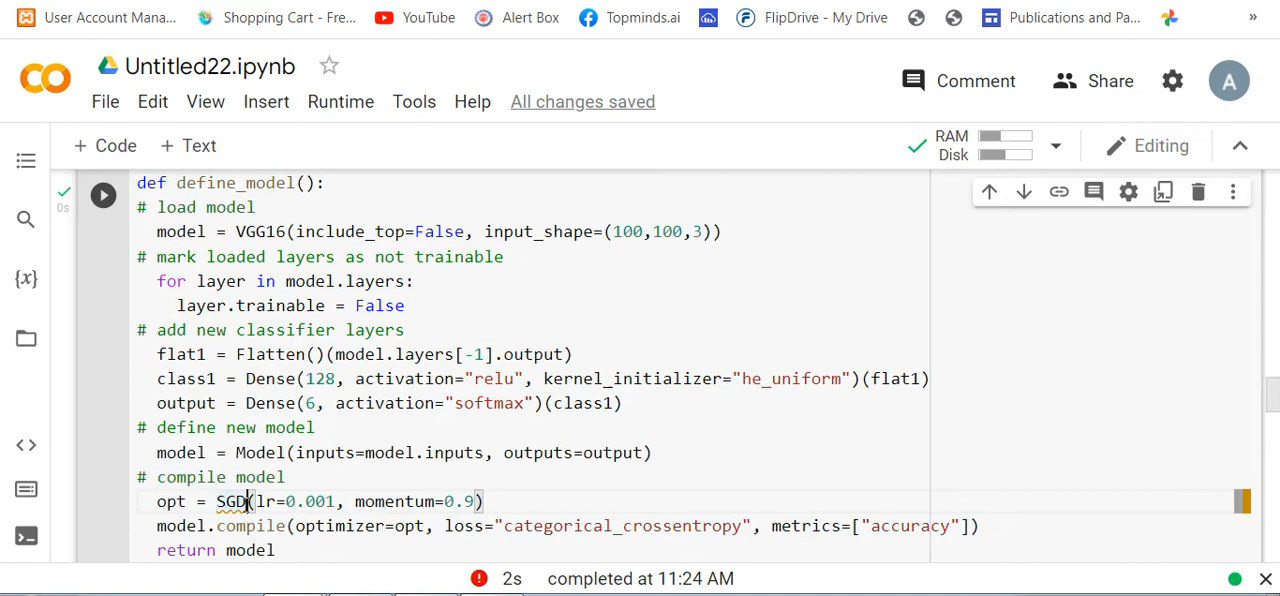 User Account Mana... Shopping Cart - Fre... YouTube Alert Box Topminds.ai FlipDrive - My Drive Publications and Pa... »
CO Untitled22.ipynb Comment Share A
File Edit View Insert Runtime Tools Help All changes saved
+ Code + Text RAM Disk Editing
0s
{x}
def define_model():
# load model
model = VGG16(include_top=False, input_shape=(100,100,3))
# mark loaded layers as not trainable
for layer in model.layers:
layer.trainable = False
# add new classifier layers
flat1 = Flatten()(model.layers[-1].output)
class1 = Dense(128, activation="relu", kernel_initializer="he_uniform")(flat1)
output = Dense(6, activation="softmax")(class1)
# define new model
model = Model(inputs=model.inputs, outputs=output)
# compile model
opt = SGD(lr=0.001, momentum=0.9)
model.compile(optimizer=opt, loss="categorical_crossentropy", metrics=["accuracy"])
return model
2s completed at 11:24 AM